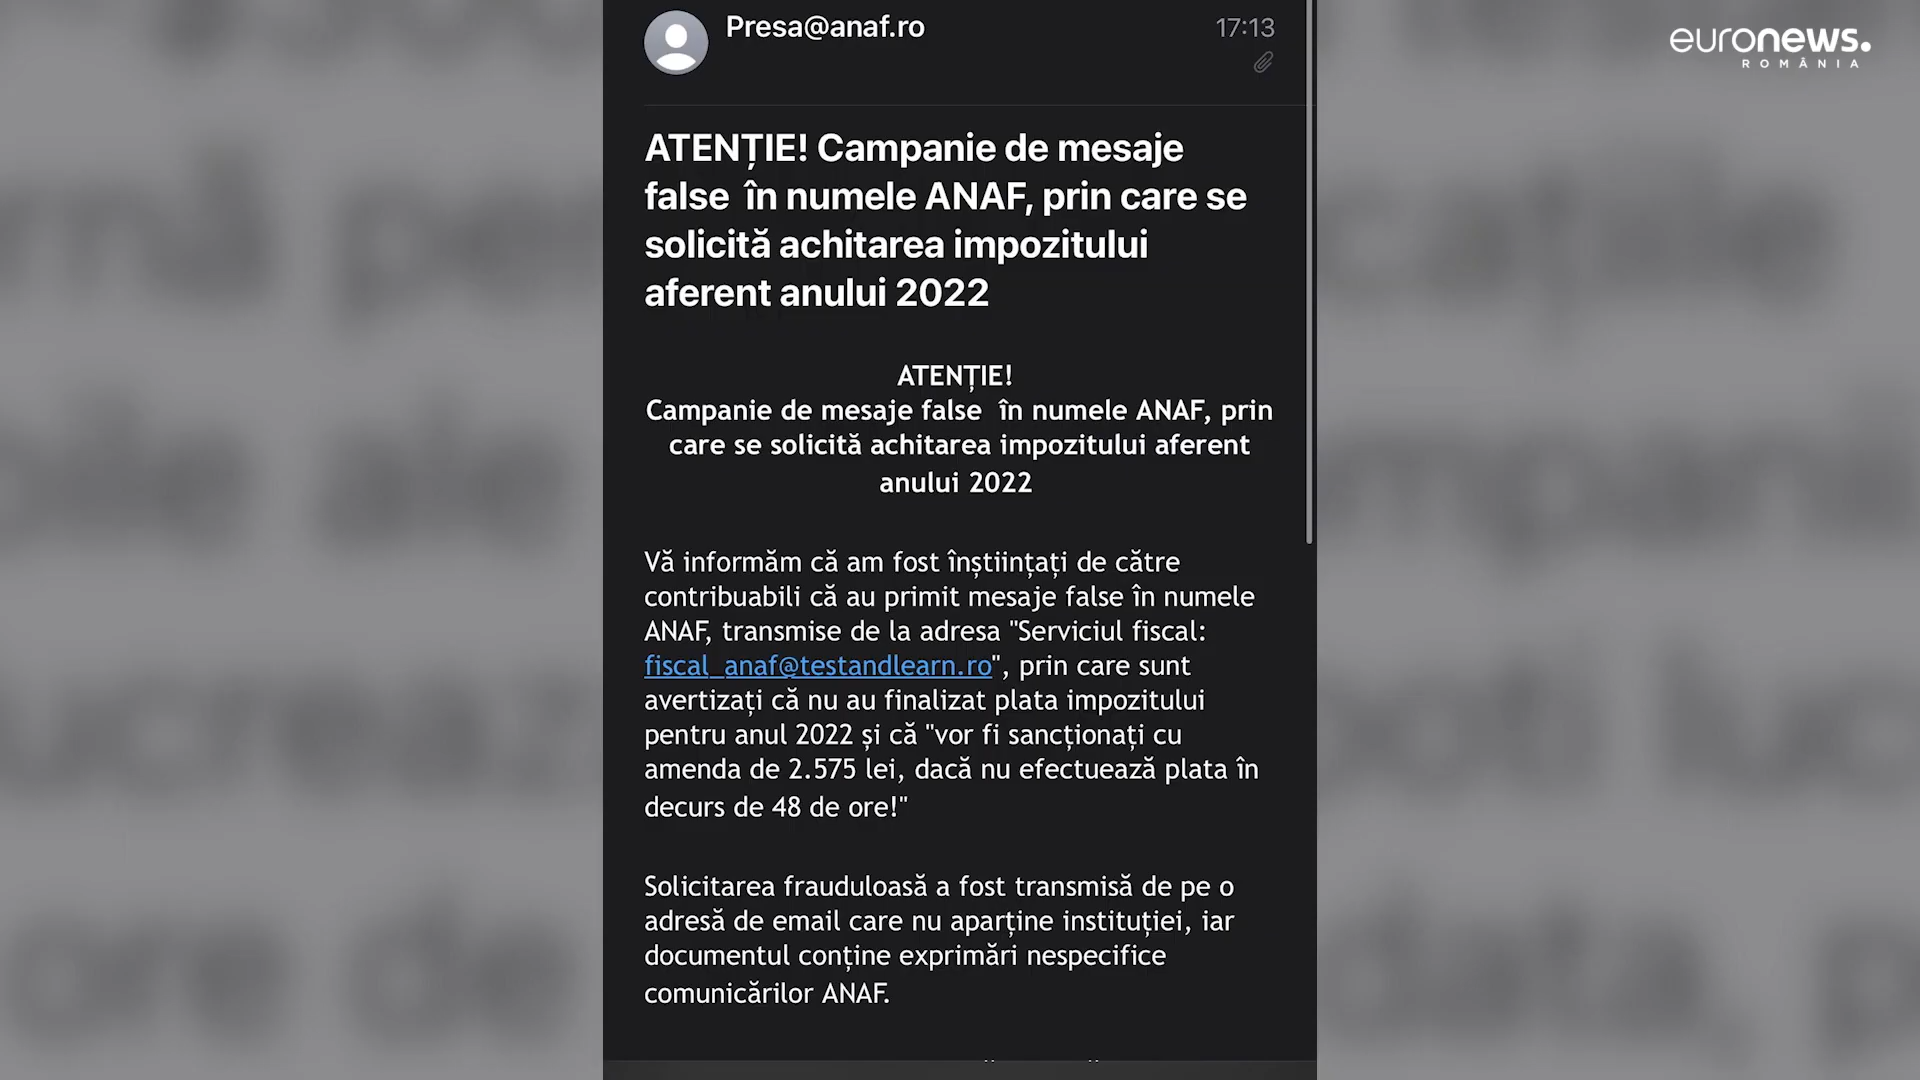 Presa@anaf.ro
17:13
euronews.
ROMÂNIA
ATENȚIE! Campanie de mesaje
false în numele ANAF, prin care se
solicită achitarea impozitului
aferent anului 2022
ATENȚIE!
Campanie de mesaje false în numele ANAF, prin
care se solicită achitarea impozitului aferent
anului 2022
Vă informăm că am fost înștiințați de către
contribuabili că au primit mesaje false în numele
ANAF, transmise de la adresa "Serviciul fiscal:
fiscal_anaf@testandlearn.ro", prin care sunt
avertizați că nu au finalizat plata impozitului
pentru anul 2022 și că "vor fi sancționați cu
amenda de 2.575 lei, dacă nu efectuează plata în
decurs de 48 de ore!"
Solicitarea frauduloasă a fost transmisă de pe o
adresă de email care nu aparține instituției, iar
documentul conține exprimări nespecifice
comunicărilor ANAF.